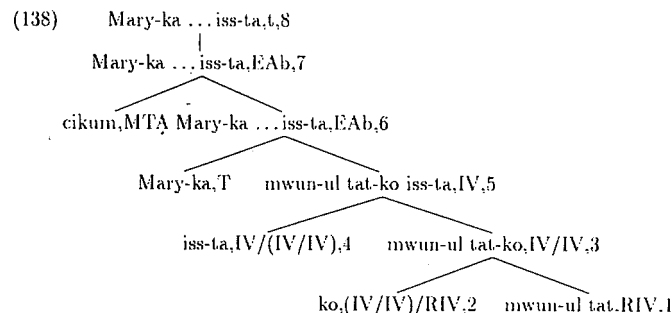 (138) Mary-ka ... iss-ta,t,8
Mary-ka ... iss-ta,EAb,7
cikum,MTA Mary-ka ... iss-ta,EAb,6
Mary-ka,T mwun-ul tat-ko iss-ta,IV,5
iss-ta,IV/(IV/IV),4 mwun-ul tat-ko,IV/IV,3
ko,(IV/IV)/RIV,2 mwun-ul tat,RIV,1